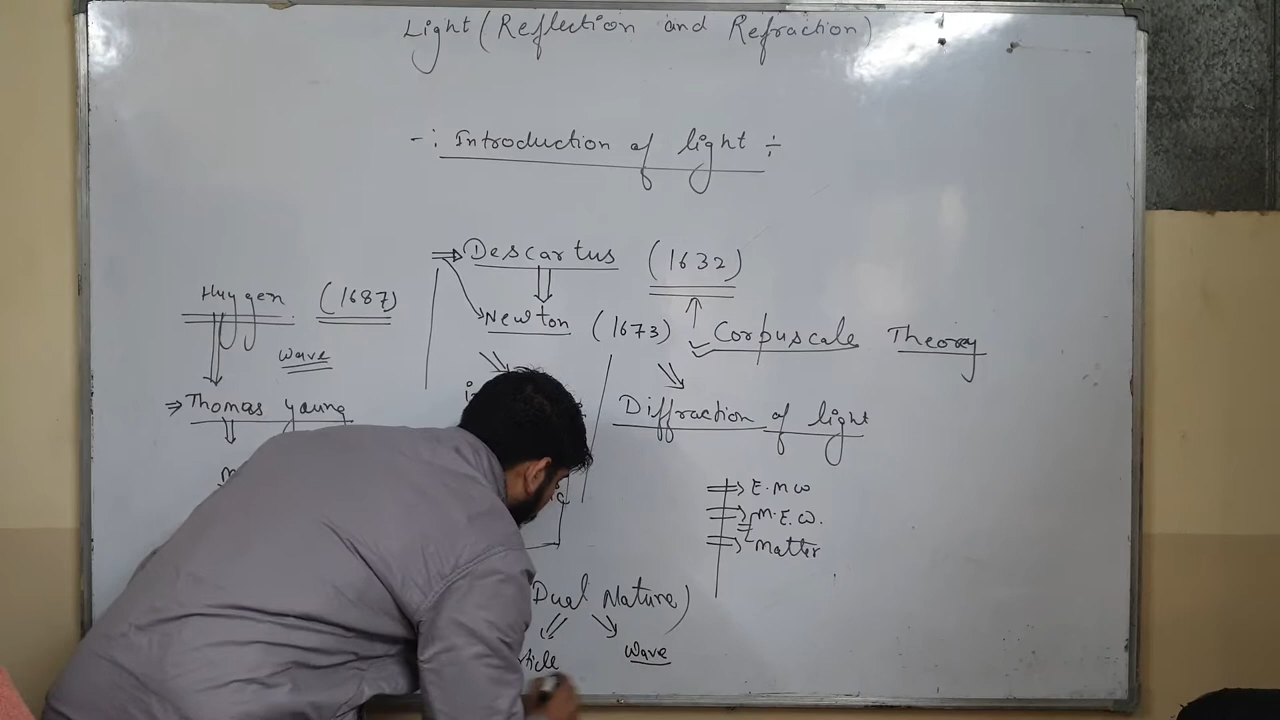 Light (Reflection and Refraction)
-: Introduction of light ÷
⇒ Descartus (1632)
Huygen (1687)
Newton (1673)
Corpuscale Theory
wave
⇒ Thomas young
Diffraction of light
E.M W
M.E.W.
Matter
Dual Nature)
wave